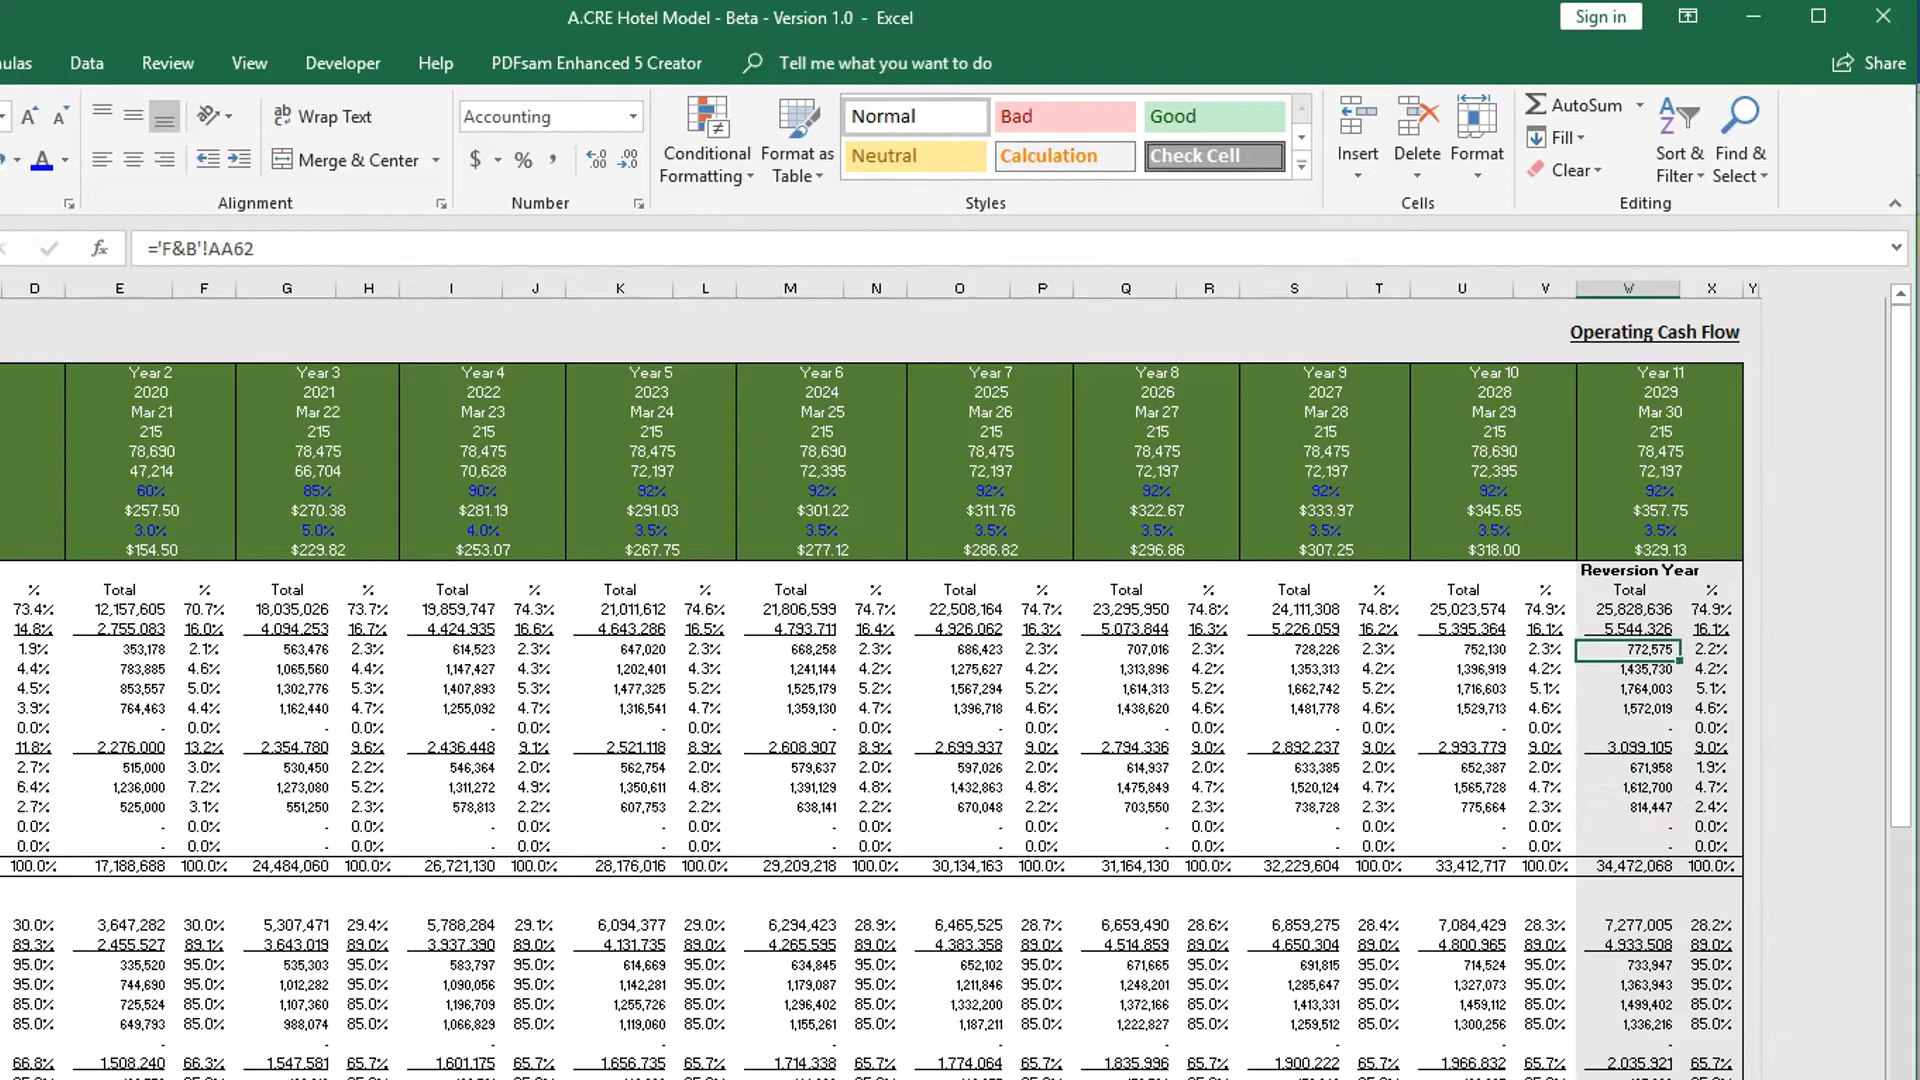 A.CRE Hotel Model - Beta - Version 1.0 - Excel
Sign in
ulas Data Review View Developer Help PDFsam Enhanced 5 Creator Tell me what you want to do Share
Wrap Text Accounting Normal Bad Good AutoSum
Merge & Center $ % , Conditional Formatting Format as Table Neutral Calculation Check Cell Insert Delete Format Fill Clear Sort & Filter Find & Select
Alignment Number Styles Cells Editing
fx ='F&B'!AA62
D E F G H I J K L M N O P Q R S T U V W X Y
Operating Cash Flow
Year 2 Year 3 Year 4 Year 5 Year 6 Year 7 Year 8 Year 9 Year 10 Year 11
2020 2021 2022 2023 2024 2025 2026 2027 2028 2029
Mar 21 Mar 22 Mar 23 Mar 24 Mar 25 Mar 26 Mar 27 Mar 28 Mar 29 Mar 30
215 215 215 215 215 215 215 215 215 215
78,690 78,475 78,475 78,475 78,690 78,475 78,475 78,475 78,690 78,475
47,214 66,704 70,628 72,197 72,395 72,197 72,197 72,197 72,395 72,197
60% 85% 90% 92% 92% 92% 92% 92% 92% 92%
$257.50 $270.38 $281.19 $291.03 $301.22 $311.76 $322.67 $333.97 $345.65 $357.75
3.0% 5.0% 4.0% 3.5% 3.5% 3.5% 3.5% 3.5% 3.5% 3.5%
$154.50 $229.82 $253.07 $267.75 $277.12 $286.82 $296.86 $307.25 $318.00 $329.13
Reversion Year
% Total % Total % Total % Total % Total % Total % Total % Total % Total % Total %
73.4% 12,157,605 70.7% 18,035,026 73.7% 19,859,747 74.3% 21,011,612 74.6% 21,806,599 74.7% 22,508,164 74.7% 23,295,950 74.8% 24,111,308 74.8% 25,023,574 74.9% 25,828,636 74.9%
14.8% 2,755,083 16.0% 4,094,253 16.7% 4,424,935 16.6% 4,643,286 16.5% 4,793,711 16.4% 4,926,062 16.3% 5,073,844 16.3% 5,226,059 16.2% 5,395,364 16.1% 5,544,326 16.1%
1.9% 353,178 2.1% 563,476 2.3% 614,523 2.3% 647,020 2.3% 668,258 2.3% 686,423 2.3% 707,016 2.3% 728,226 2.3% 752,130 2.3% 772,575 2.2%
4.4% 783,885 4.6% 1,065,560 4.4% 1,147,427 4.3% 1,202,401 4.3% 1,241,144 4.2% 1,275,627 4.2% 1,313,896 4.2% 1,353,313 4.2% 1,396,919 4.2% 1,435,730 4.2%
4.5% 853,557 5.0% 1,302,776 5.3% 1,407,893 5.3% 1,477,325 5.2% 1,525,179 5.2% 1,567,294 5.2% 1,614,313 5.2% 1,662,742 5.2% 1,716,603 5.1% 1,764,003 5.1%
3.9% 764,463 4.4% 1,162,440 4.7% 1,255,092 4.7% 1,316,541 4.7% 1,359,130 4.7% 1,396,718 4.6% 1,438,620 4.6% 1,481,778 4.6% 1,529,713 4.6% 1,572,019 4.6%
0.0% - 0.0% - 0.0% - 0.0% - 0.0% - 0.0% - 0.0% - 0.0% - 0.0% - 0.0% - 0.0%
11.8% 2,276,000 13.2% 2,354,780 9.6% 2,436,448 9.1% 2,521,118 8.9% 2,608,907 8.9% 2,699,937 9.0% 2,794,336 9.0% 2,892,237 9.0% 2,993,779 9.0% 3,099,105 9.0%
2.7% 515,000 3.0% 530,450 2.2% 546,364 2.0% 562,754 2.0% 579,637 2.0% 597,026 2.0% 614,937 2.0% 633,385 2.0% 652,387 2.0% 671,958 1.9%
6.4% 1,236,000 7.2% 1,273,080 5.2% 1,311,272 4.9% 1,350,611 4.8% 1,391,129 4.8% 1,432,863 4.8% 1,475,849 4.7% 1,520,124 4.7% 1,565,728 4.7% 1,612,700 4.7%
2.7% 525,000 3.1% 551,250 2.3% 578,813 2.2% 607,753 2.2% 638,141 2.2% 670,048 2.2% 703,550 2.3% 738,728 2.3% 775,664 2.3% 814,447 2.4%
0.0% - 0.0% - 0.0% - 0.0% - 0.0% - 0.0% - 0.0% - 0.0% - 0.0% - 0.0% - 0.0%
0.0% - 0.0% - 0.0% - 0.0% - 0.0% - 0.0% - 0.0% - 0.0% - 0.0% - 0.0% - 0.0%
100.0% 17,188,688 100.0% 24,484,060 100.0% 26,721,130 100.0% 28,176,016 100.0% 29,209,218 100.0% 30,134,163 100.0% 31,164,130 100.0% 32,229,604 100.0% 33,412,717 100.0% 34,472,068 100.0%
30.0% 3,647,282 30.0% 5,307,471 29.4% 5,788,284 29.1% 6,094,377 29.0% 6,294,423 28.9% 6,465,525 28.7% 6,659,490 28.6% 6,859,275 28.4% 7,084,429 28.3% 7,277,005 28.2%
89.3% 2,455,527 89.1% 3,643,019 89.0% 3,937,390 89.0% 4,131,735 89.0% 4,265,595 89.0% 4,383,358 89.0% 4,514,859 89.0% 4,650,304 89.0% 4,800,965 89.0% 4,933,508 89.0%
95.0% 335,520 95.0% 535,303 95.0% 583,797 95.0% 614,669 95.0% 634,845 95.0% 652,102 95.0% 671,665 95.0% 691,815 95.0% 714,524 95.0% 733,947 95.0%
95.0% 744,690 95.0% 1,012,282 95.0% 1,090,056 95.0% 1,142,281 95.0% 1,179,087 95.0% 1,211,846 95.0% 1,248,201 95.0% 1,285,647 95.0% 1,327,073 95.0% 1,363,943 95.0%
85.0% 725,524 85.0% 1,107,360 85.0% 1,196,709 85.0% 1,255,726 85.0% 1,296,402 85.0% 1,332,200 85.0% 1,372,166 85.0% 1,413,331 85.0% 1,459,112 85.0% 1,499,402 85.0%
85.0% 649,793 85.0% 988,074 85.0% 1,066,829 85.0% 1,119,060 85.0% 1,155,261 85.0% 1,187,211 85.0% 1,222,827 85.0% 1,259,512 85.0% 1,300,256 85.0% 1,336,216 85.0%
- - - - - - - - - -
66.8% 1,508,240 66.3% 1,547,581 65.7% 1,601,175 65.7% 1,656,735 65.7% 1,714,338 65.7% 1,774,064 65.7% 1,835,996 65.7% 1,900,222 65.7% 1,966,832 65.7% 2,035,921 65.7%